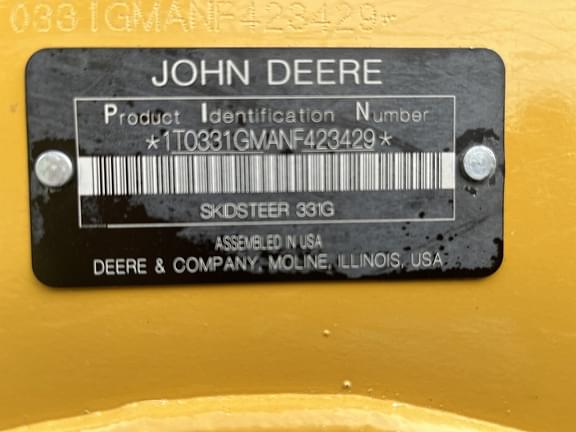 0331GMANF423429*
JOHN DEERE
Product Identification Number
*1T0331GMANF423429*
SKIDSTEER 331G
ASSEMBLED IN USA
DEERE & COMPANY, MOLINE, ILLINOIS, USA